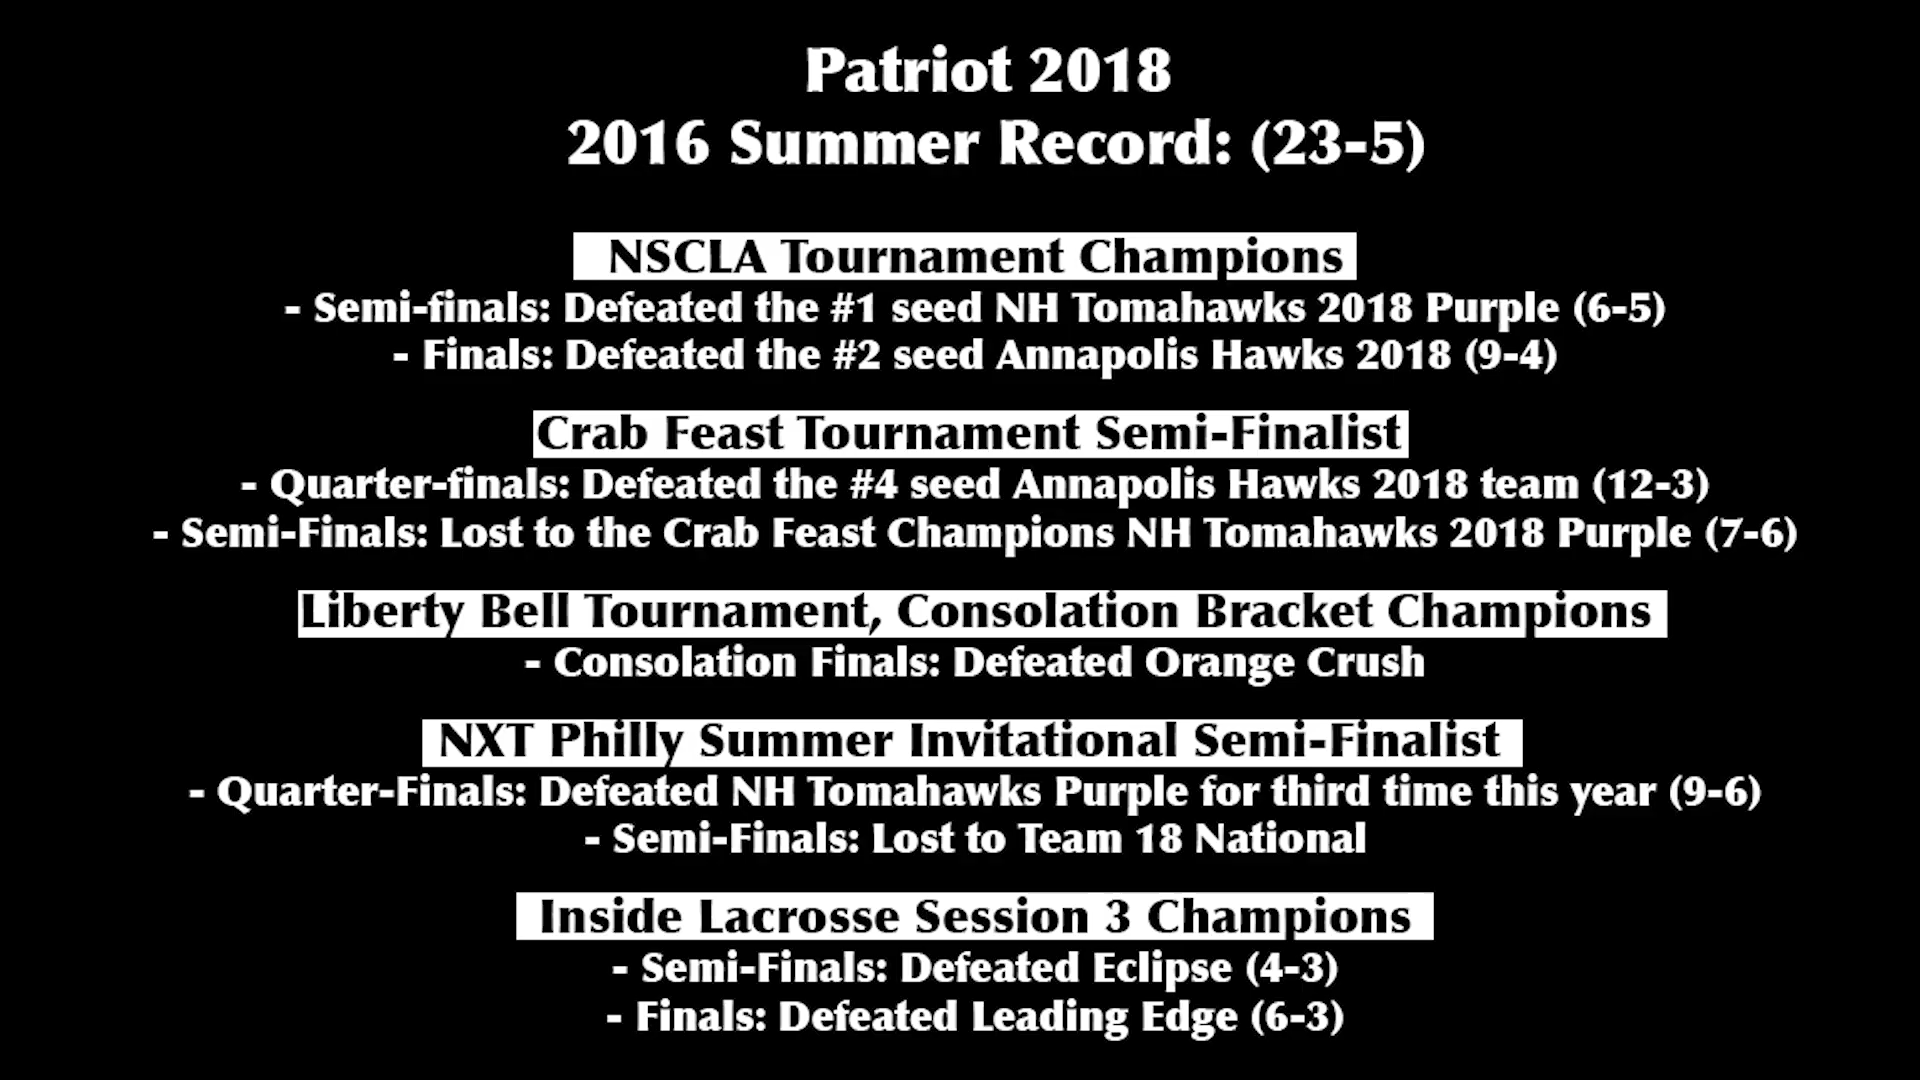 Patriot 2018
2016 Summer Record: (23-5)
NSCLA Tournament Champions
- Semi-finals: Defeated the #1 seed NH Tomahawks 2018 Purple (6-5)
- Finals: Defeated the #2 seed Annapolis Hawks 2018 (9-4)
Crab Feast Tournament Semi-Finalist
- Quarter-finals: Defeated the #4 seed Annapolis Hawks 2018 team (12-3)
- Semi-Finals: Lost to the Crab Feast Champions NH Tomahawks 2018 Purple (7-6)
Liberty Bell Tournament, Consolation Bracket Champions
- Consolation Finals: Defeated Orange Crush
NXT Philly Summer Invitational Semi-Finalist
- Quarter-Finals: Defeated NH Tomahawks Purple for third time this year (9-6)
- Semi-Finals: Lost to Team 18 National
Inside Lacrosse Session 3 Champions
- Semi-Finals: Defeated Eclipse (4-3)
- Finals: Defeated Leading Edge (6-3)